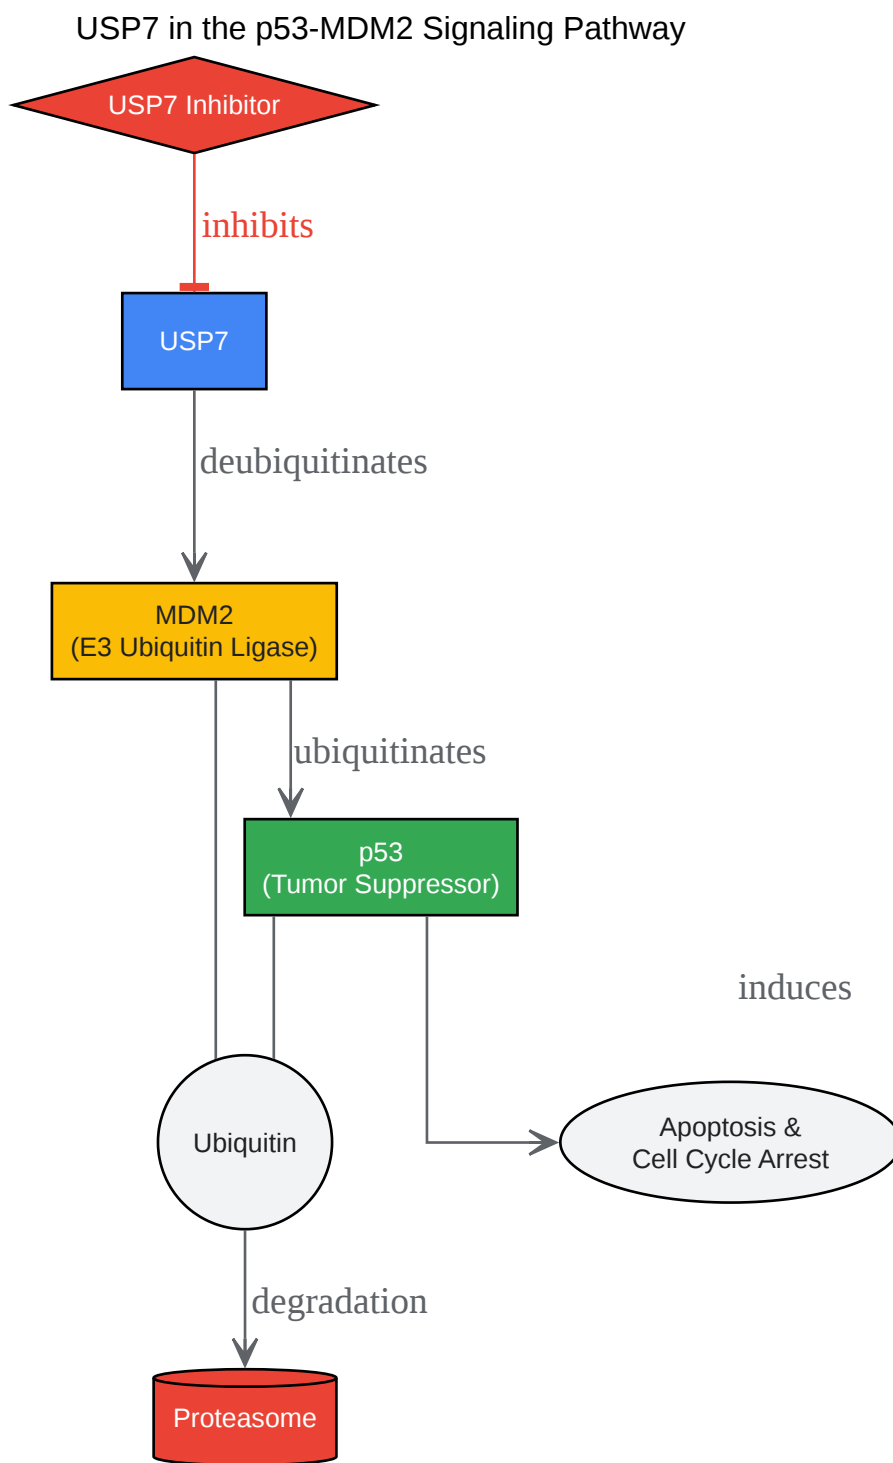 USP7 in the p53-MDM2 Signaling Pathway
USP7 Inhibitor
inhibits
USP7
deubiquitinates
MDM2
(E3 Ubiquitin Ligase)
ubiquitinates
p53
(Tumor Suppressor)
induces
Ubiquitin
Apoptosis &
Cell Cycle Arrest
degradation
Proteasome